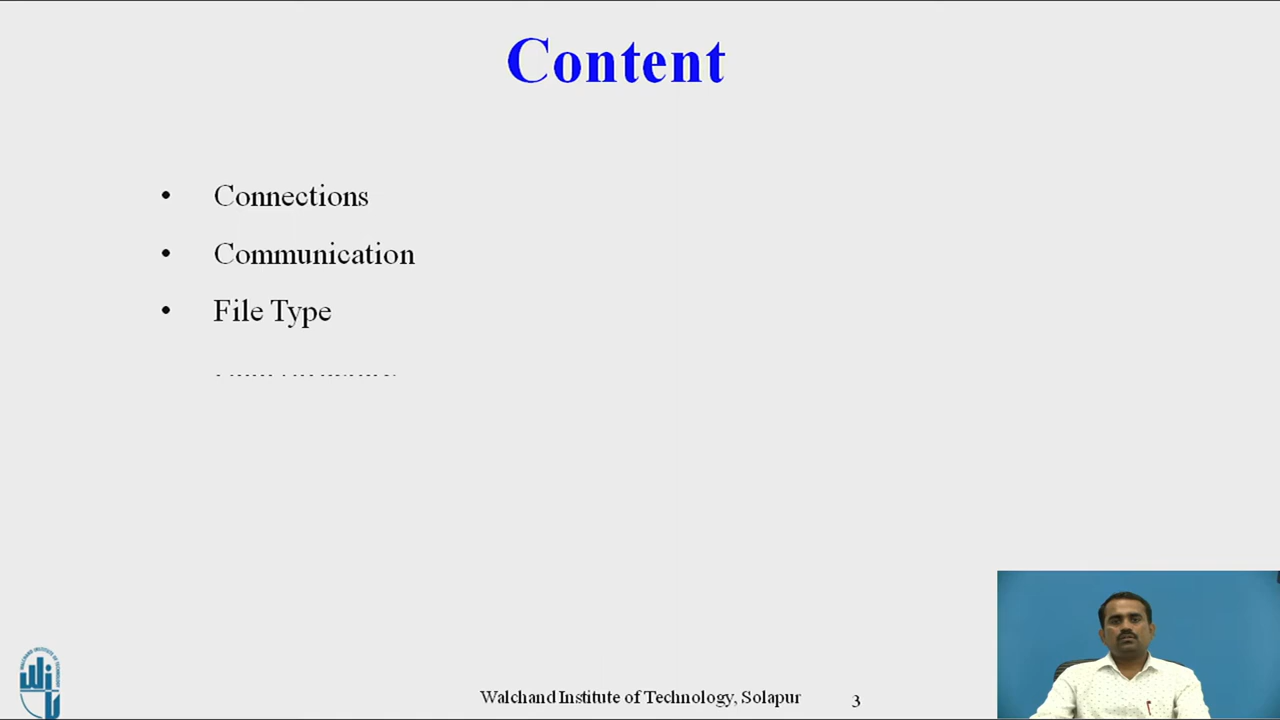 Content
• Connections
• Communication
• File Type
Walchand Institute of Technology, Solapur
3